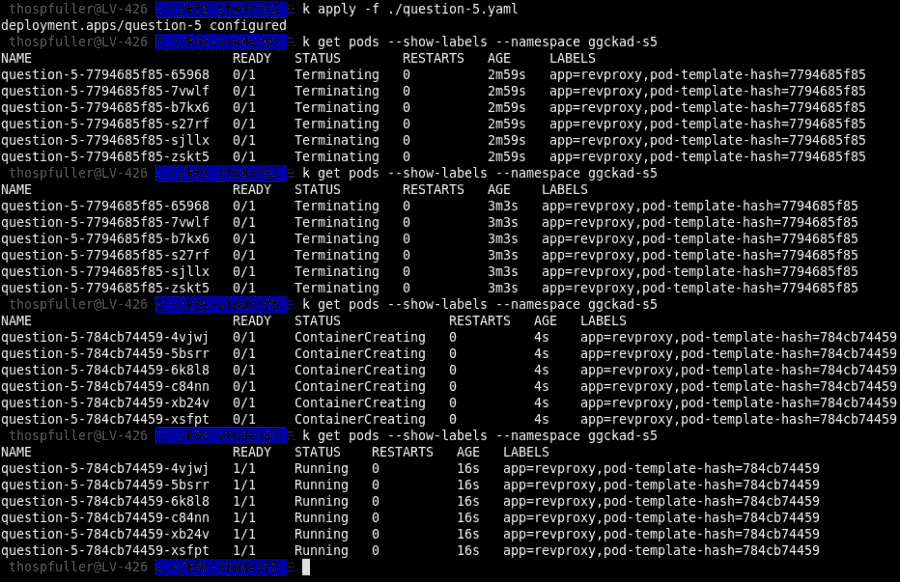 thospfuller@LV-426 k apply -f ./question-5.yaml
deployment.apps/question-5 configured
thospfuller@LV-426 k get pods --show-labels --namespace ggckad-s5
NAME READY STATUS RESTARTS AGE LABELS
question-5-7794685f85-65968 0/1 Terminating 0 2m59s app=revproxy,pod-template-hash=7794685f85
question-5-7794685f85-7vwlf 0/1 Terminating 0 2m59s app=revproxy,pod-template-hash=7794685f85
question-5-7794685f85-b7kx6 0/1 Terminating 0 2m59s app=revproxy,pod-template-hash=7794685f85
question-5-7794685f85-s27rf 0/1 Terminating 0 2m59s app=revproxy,pod-template-hash=7794685f85
question-5-7794685f85-sjllx 0/1 Terminating 0 2m59s app=revproxy,pod-template-hash=7794685f85
question-5-7794685f85-zskt5 0/1 Terminating 0 2m59s app=revproxy,pod-template-hash=7794685f85
thospfuller@LV-426 k get pods --show-labels --namespace ggckad-s5
NAME READY STATUS RESTARTS AGE LABELS
question-5-7794685f85-65968 0/1 Terminating 0 3m3s app=revproxy,pod-template-hash=7794685f85
question-5-7794685f85-7vwlf 0/1 Terminating 0 3m3s app=revproxy,pod-template-hash=7794685f85
question-5-7794685f85-b7kx6 0/1 Terminating 0 3m3s app=revproxy,pod-template-hash=7794685f85
question-5-7794685f85-s27rf 0/1 Terminating 0 3m3s app=revproxy,pod-template-hash=7794685f85
question-5-7794685f85-sjllx 0/1 Terminating 0 3m3s app=revproxy,pod-template-hash=7794685f85
question-5-7794685f85-zskt5 0/1 Terminating 0 3m3s app=revproxy,pod-template-hash=7794685f85
thospfuller@LV-426 k get pods --show-labels --namespace ggckad-s5
NAME READY STATUS RESTARTS AGE LABELS
question-5-784cb74459-4vjwj 0/1 ContainerCreating 0 4s app=revproxy,pod-template-hash=784cb74459
question-5-784cb74459-5bsrr 0/1 ContainerCreating 0 4s app=revproxy,pod-template-hash=784cb74459
question-5-784cb74459-6k8l8 0/1 ContainerCreating 0 4s app=revproxy,pod-template-hash=784cb74459
question-5-784cb74459-c84nn 0/1 ContainerCreating 0 4s app=revproxy,pod-template-hash=784cb74459
question-5-784cb74459-xb24v 0/1 ContainerCreating 0 4s app=revproxy,pod-template-hash=784cb74459
question-5-784cb74459-xsfpt 0/1 ContainerCreating 0 4s app=revproxy,pod-template-hash=784cb74459
thospfuller@LV-426 k get pods --show-labels --namespace ggckad-s5
NAME READY STATUS RESTARTS AGE LABELS
question-5-784cb74459-4vjwj 1/1 Running 0 16s app=revproxy,pod-template-hash=784cb74459
question-5-784cb74459-5bsrr 1/1 Running 0 16s app=revproxy,pod-template-hash=784cb74459
question-5-784cb74459-6k8l8 1/1 Running 0 16s app=revproxy,pod-template-hash=784cb74459
question-5-784cb74459-c84nn 1/1 Running 0 16s app=revproxy,pod-template-hash=784cb74459
question-5-784cb74459-xb24v 1/1 Running 0 16s app=revproxy,pod-template-hash=784cb74459
question-5-784cb74459-xsfpt 1/1 Running 0 16s app=revproxy,pod-template-hash=784cb74459
thospfuller@LV-426